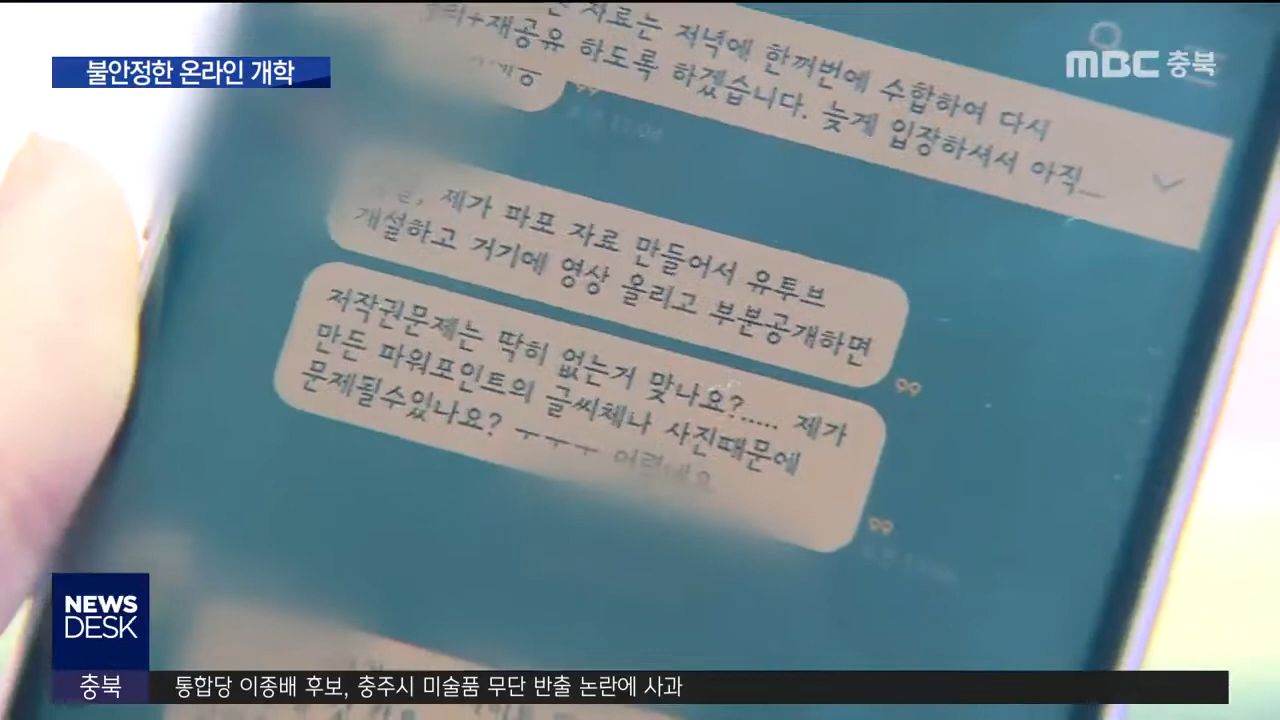 불안정한 온라인 개학
MBC 충북
자료는 저녁에 한꺼번에 수합하여 다시
+재공유 하도록 하겠습니다. 늦게 입장하셔서 아직...
제가 파포 자료 만들어서 유투브
개설하고 거기에 영상 올리고 부분공개하면
저작권문제는 딱히 없는거 맞나요?..... 제가
만든 파워포인트의 글씨체나 사진때문에
문제될수있나요? ㅜㅜㅜ 어렵네요
NEWS
DESK
충북
통합당 이종배 후보, 충주시 미술품 무단 반출 논란에 사과